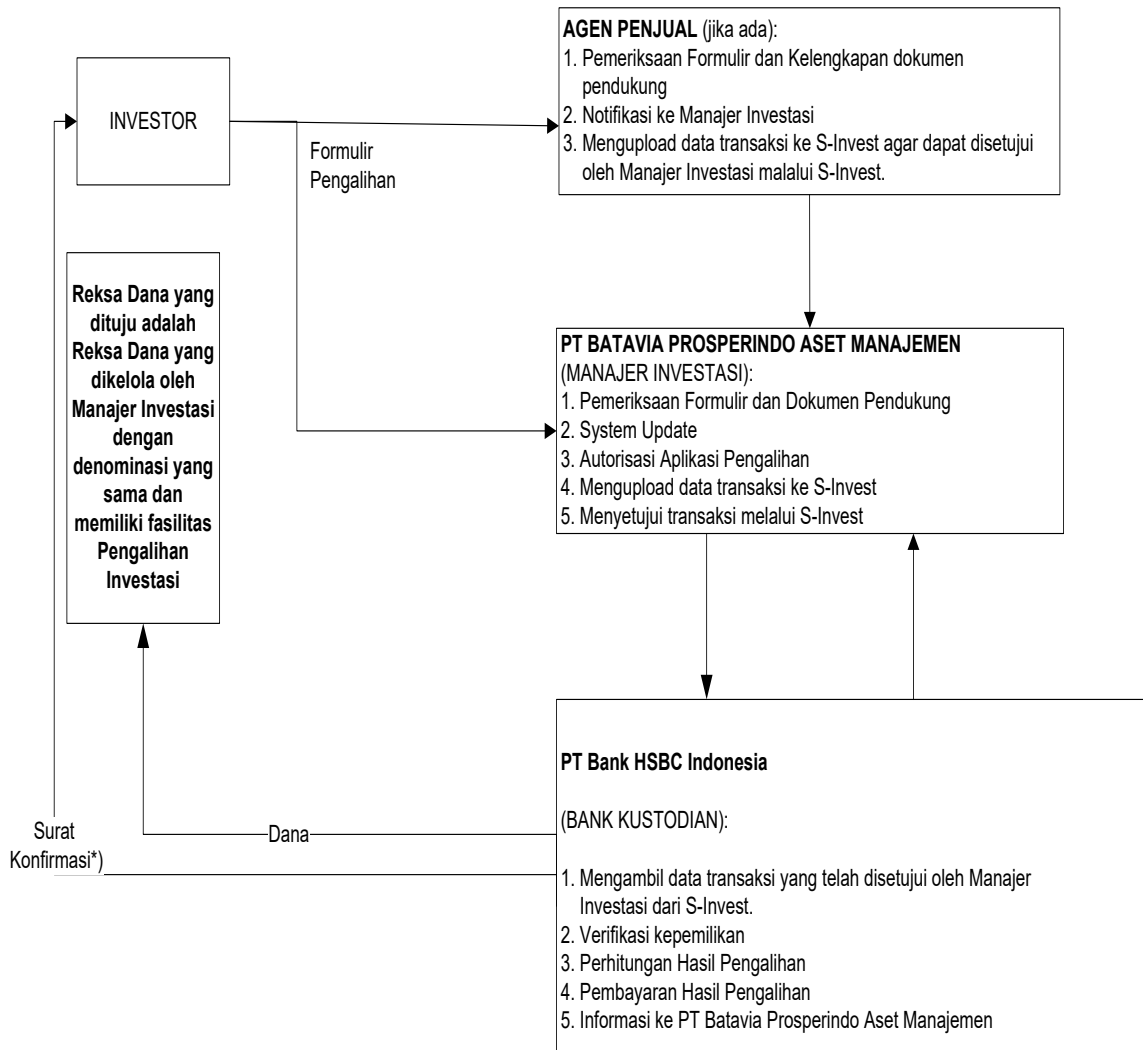 INVESTOR
Formulir
Pengalihan
AGEN PENJUAL (jika ada):
1. Pemeriksaan Formulir dan Kelengkapan dokumen
pendukung
2. Notifikasi ke Manajer Investasi
3. Mengupload data transaksi ke S-Invest agar dapat disetujui
oleh Manajer Investasi malalui S-Invest.
Reksa Dana yang
dituju adalah
Reksa Dana yang
dikelola oleh
Manajer Investasi
dengan
denominasi yang
sama dan
memiliki fasilitas
Pengalihan
Investasi
PT BATAVIA PROSPERINDO ASET MANAJEMEN
(MANAJER INVESTASI):
1. Pemeriksaan Formulir dan Dokumen Pendukung
2. System Update
3. Autorisasi Aplikasi Pengalihan
4. Mengupload data transaksi ke S-Invest
5. Menyetujui transaksi melalui S-Invest
Surat
Konfirmasi*)
Dana
PT Bank HSBC Indonesia
(BANK KUSTODIAN):
1. Mengambil data transaksi yang telah disetujui oleh Manajer
Investasi dari S-Invest.
2. Verifikasi kepemilikan
3. Perhitungan Hasil Pengalihan
4. Pembayaran Hasil Pengalihan
5. Informasi ke PT Batavia Prosperindo Aset Manajemen